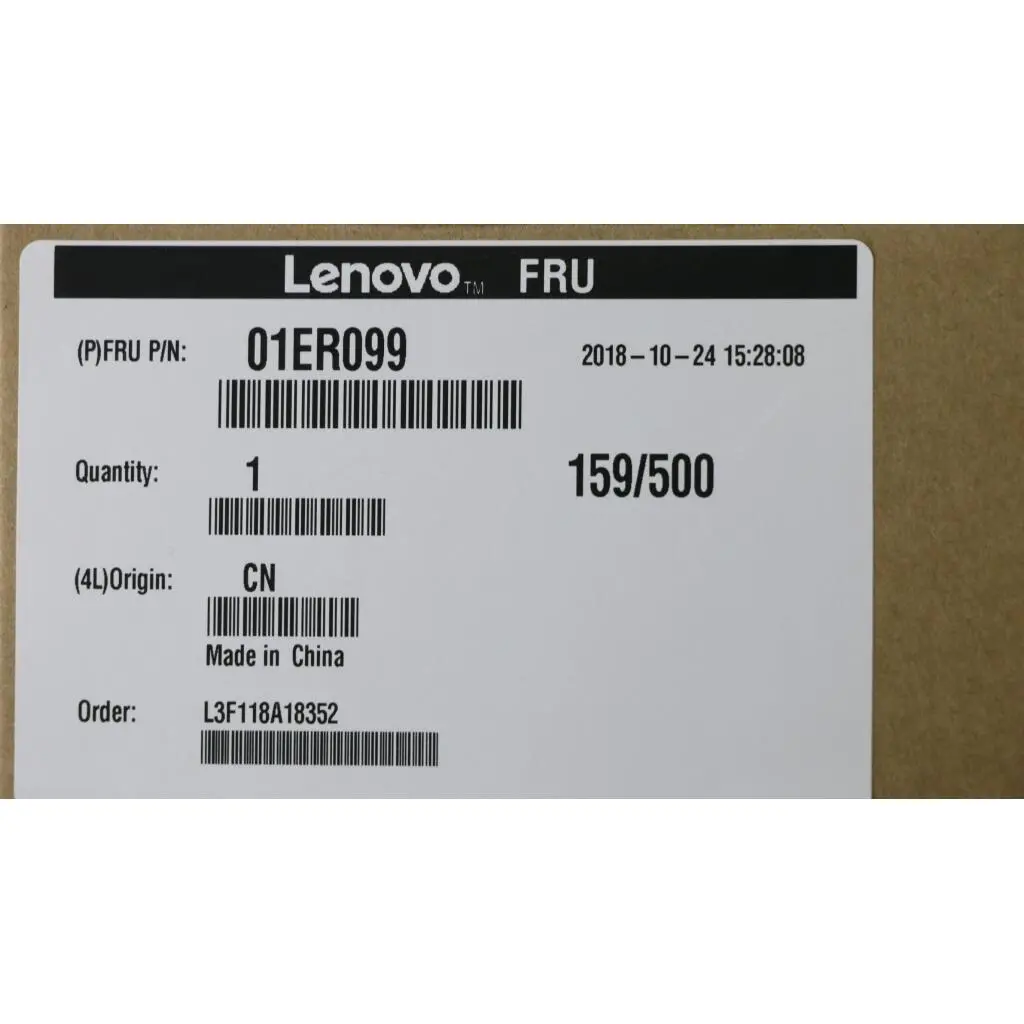 Lenovo™ FRU
(P)FRU P/N: 01ER099 2018-10-24 15:28:08
Quantity: 1 159/500
(4L)Origin: CN
Made in China
Order: L3F118A18352